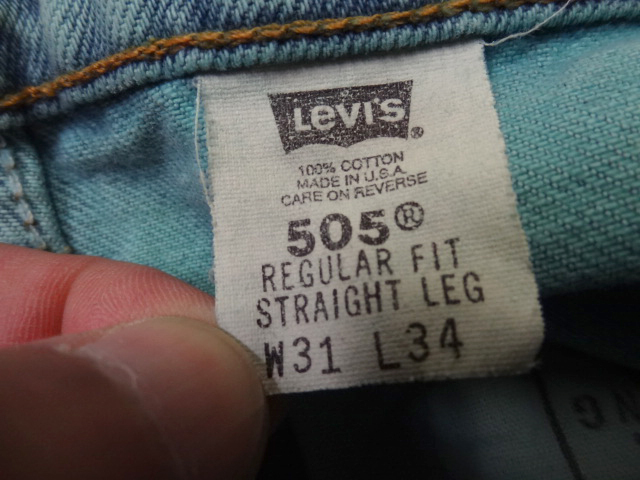 Levi's®
100% COTTON
MADE IN U.S.A.
CARE ON REVERSE
505®
REGULAR FIT
STRAIGHT LEG
W31 L34